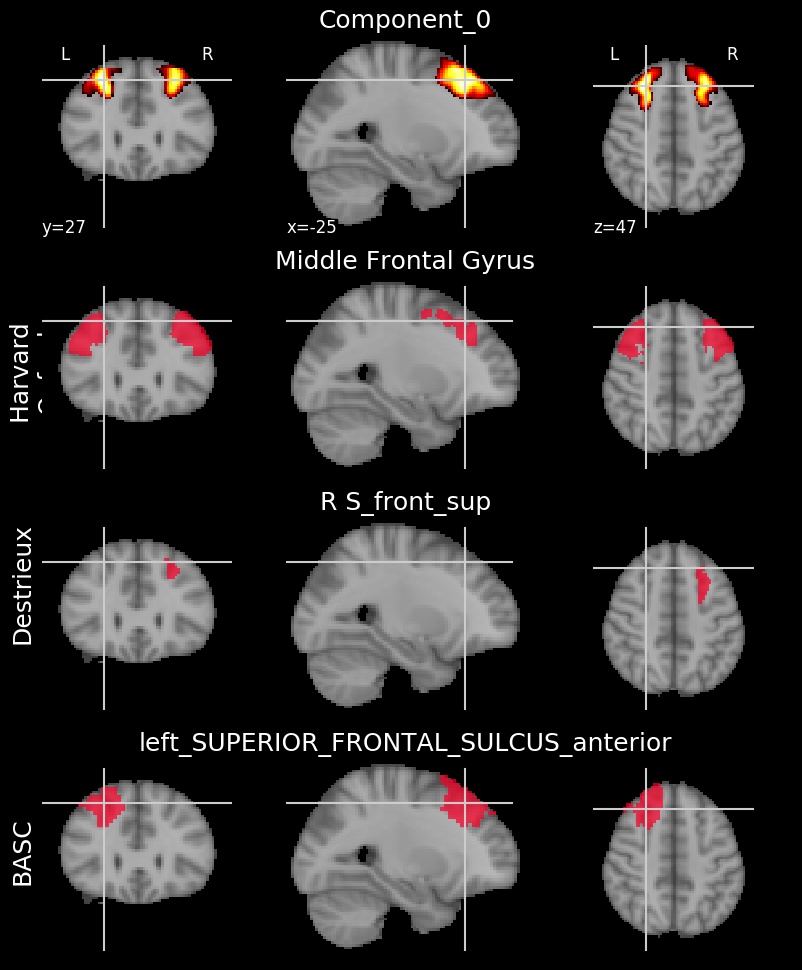 Component_0
L R L R
y=27 x=-25 z=47
Middle Frontal Gyrus
Harvard
R S_front_sup
Destrieux
left_SUPERIOR_FRONTAL_SULCUS_anterior
BASC